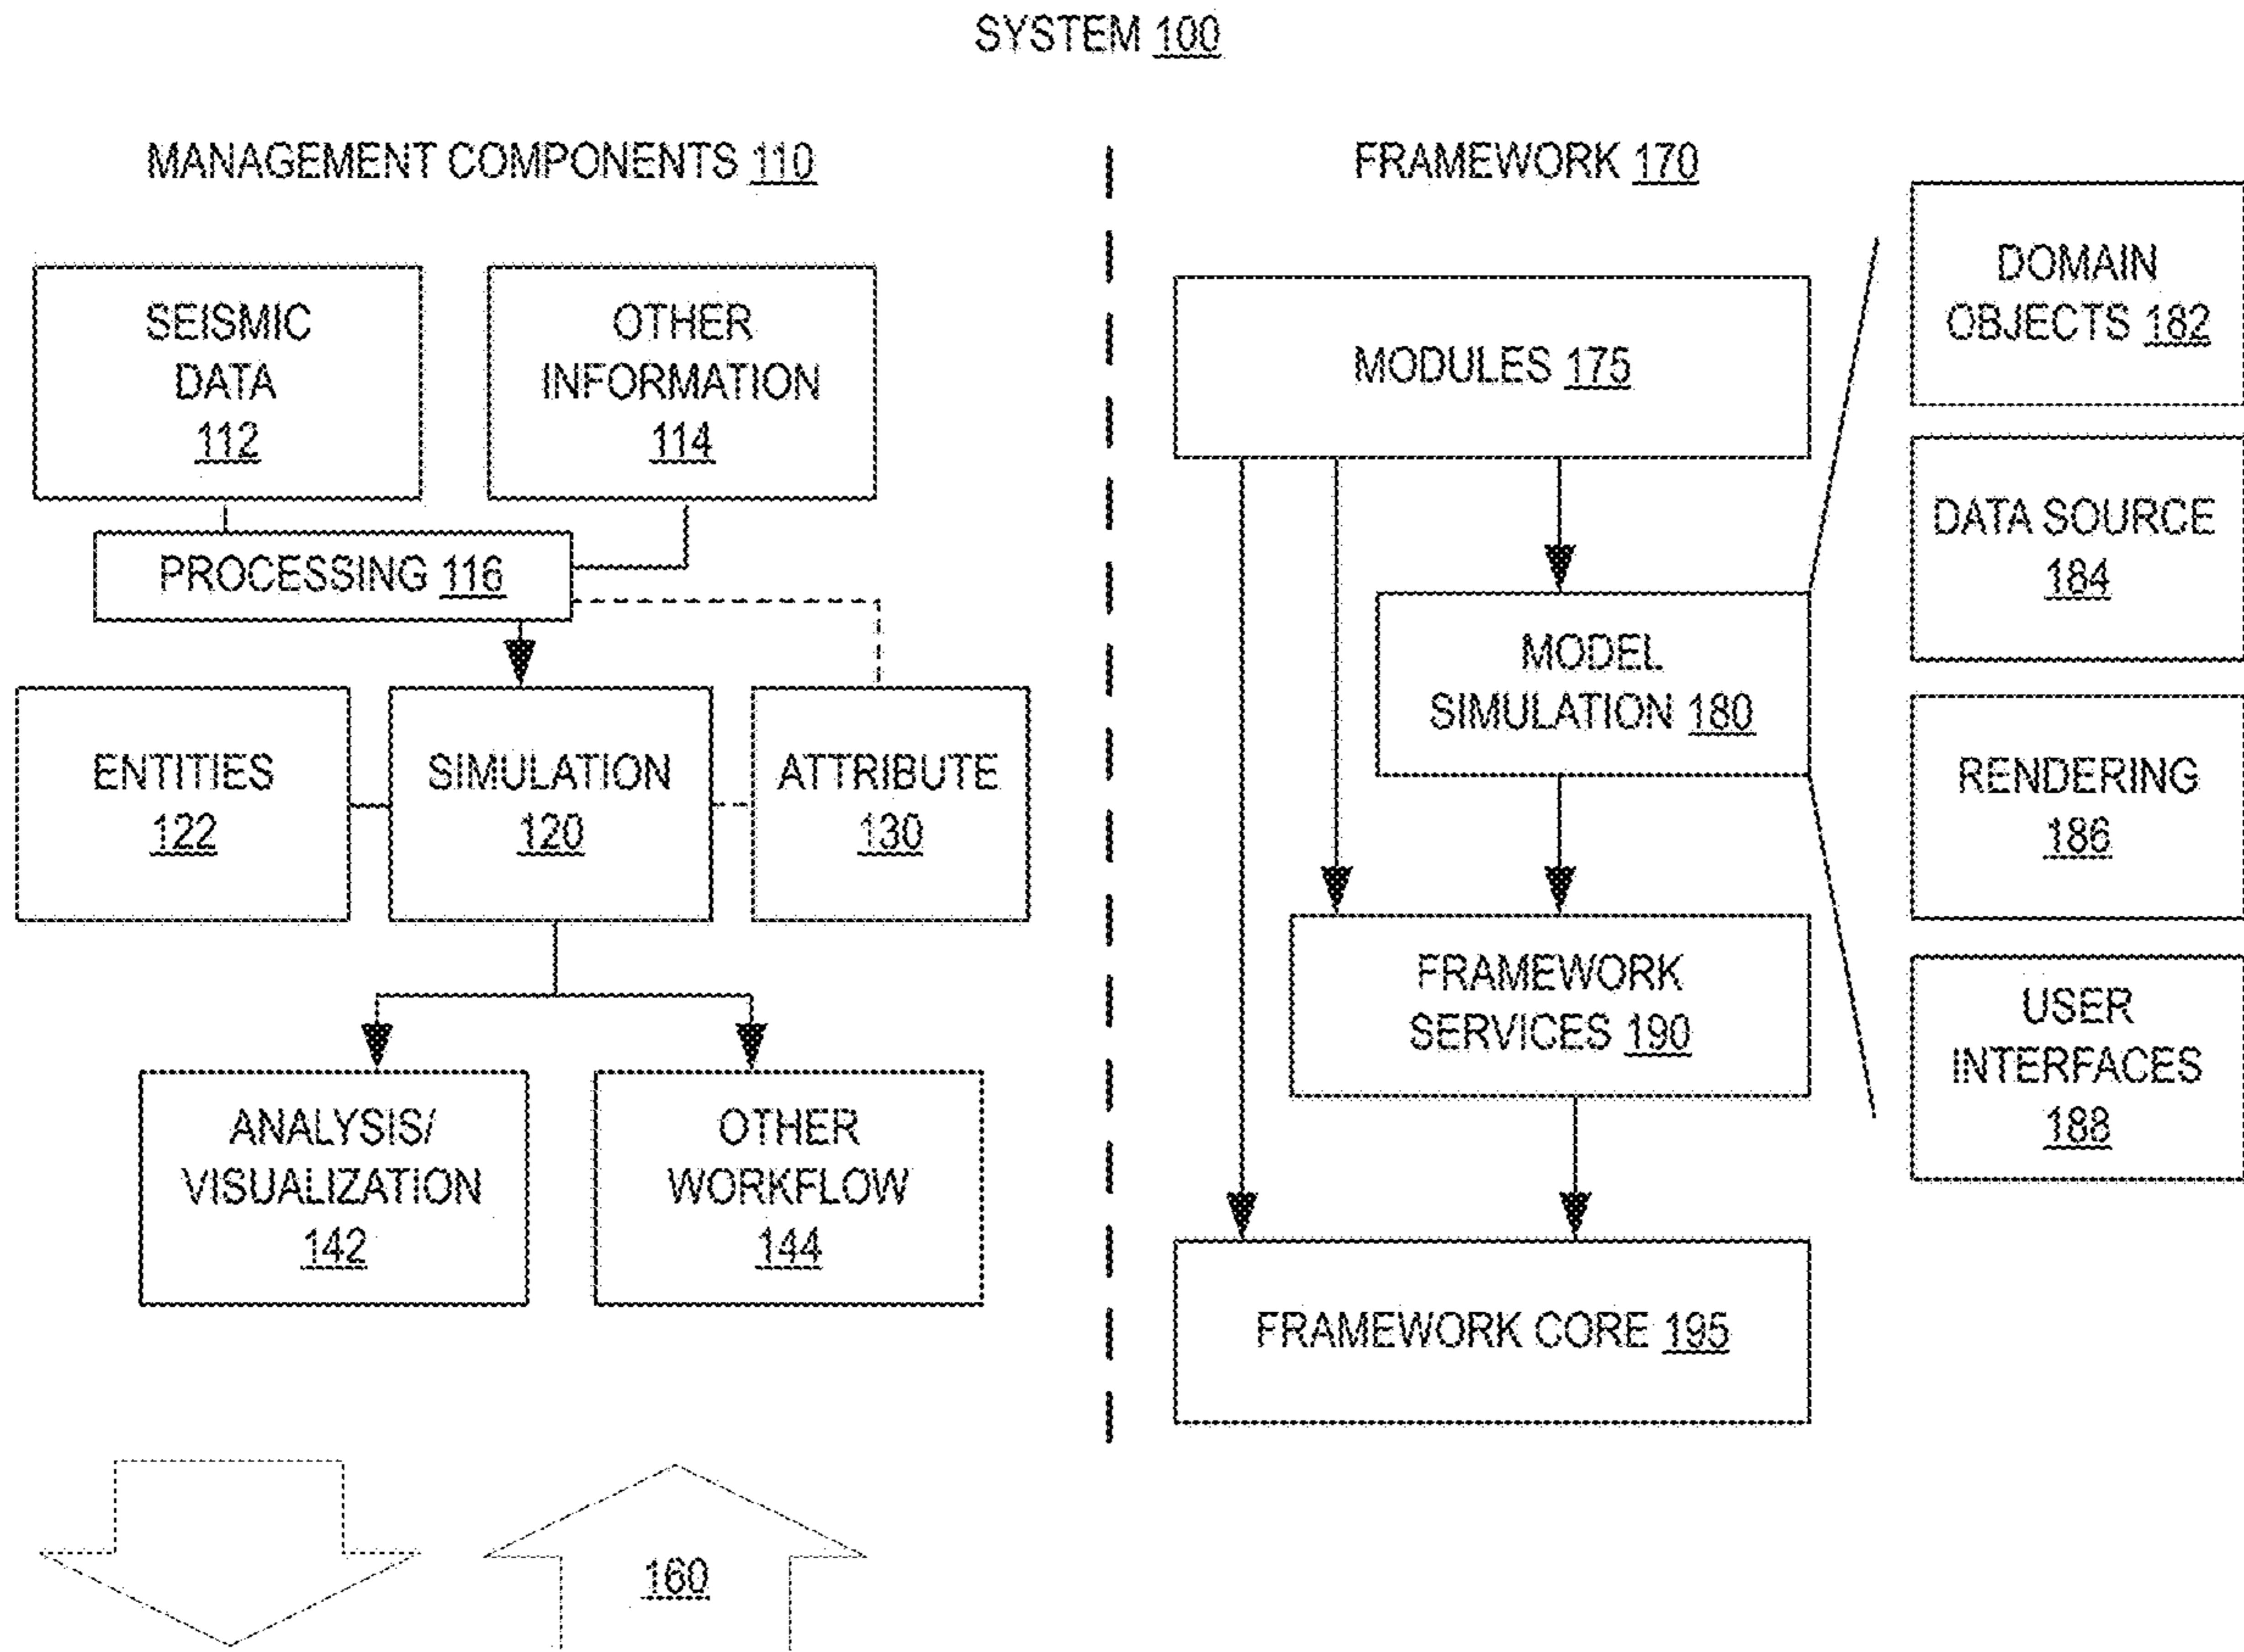 SYSTEM 100
MANAGEMENT COMPONENTS 110
SEISMIC
DATA
112
OTHER
INFORMATION
114
PROCESSING 116
ENTITIES
122
SIMULATION
120
ATTRIBUTE
130
ANALYSIS/
VISUALIZATION
142
OTHER
WORKFLOW
144
160
FRAMEWORK 170
MODULES 175
MODEL
SIMULATION 180
FRAMEWORK
SERVICES 190
FRAMEWORK CORE 195
DOMAIN
OBJECTS 182
DATA SOURCE
184
RENDERING
186
USER
INTERFACES
188